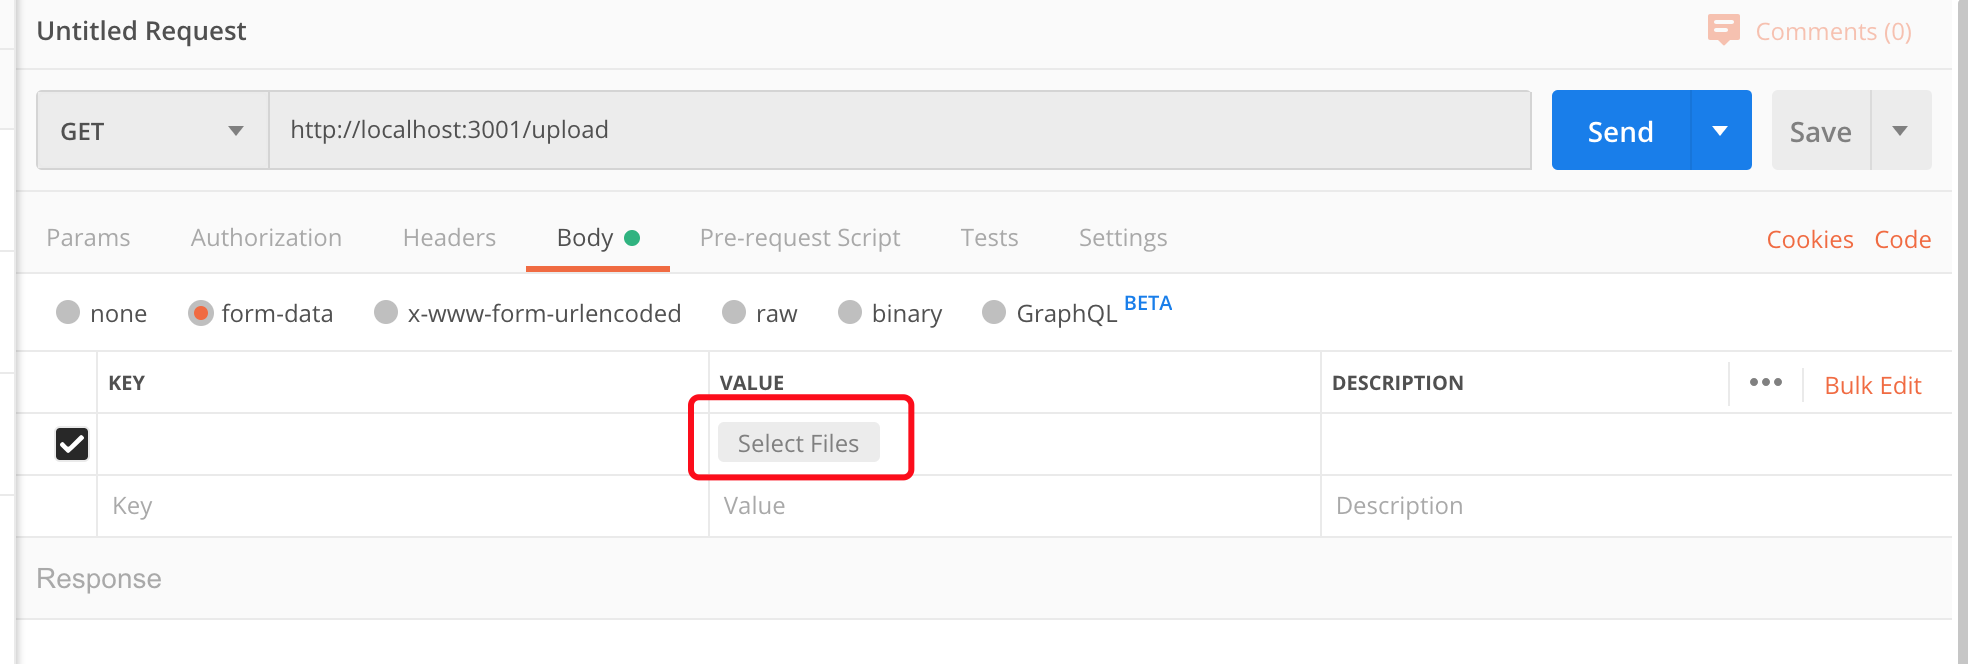 Untitled Request
Comments (0)
GET http://localhost:3001/upload Send Save
Params Authorization Headers Body Pre-request Script Tests Settings Cookies Code
none form-data x-www-form-urlencoded raw binary GraphQL BETA
KEY VALUE DESCRIPTION ••• Bulk Edit
Select Files
Key Value Description
Response